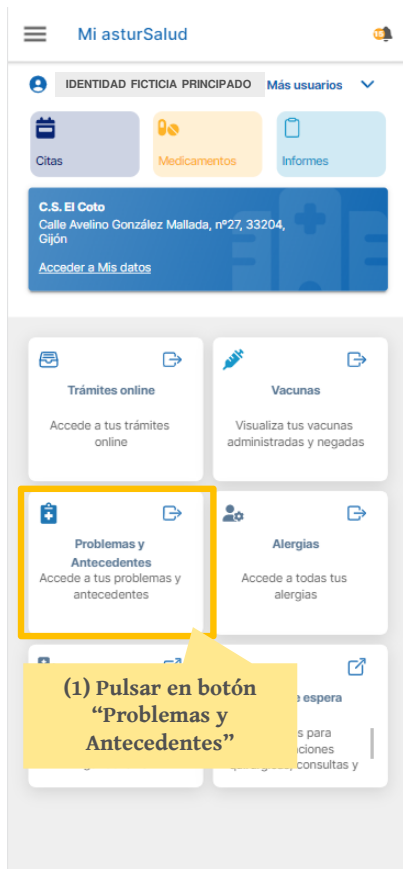 Mi asturSalud
IDENTIDAD FICTICIA PRINCIPADO Más usuarios
Citas
Medicamentos
Informes
C.S. El Coto
Calle Avelino González Mallada, nº27, 33204,
Gijón
Acceder a Mis datos
Trámites online
Accede a tus trámites
online
Vacunas
Visualiza tus vacunas
administradas y negadas
Problemas y
Antecedentes
Accede a tus problemas y
antecedentes
Alergias
Accede a todas tus
alergias
(1) Pulsar en botón
“Problemas y
Antecedentes”
espera
para
consultas y